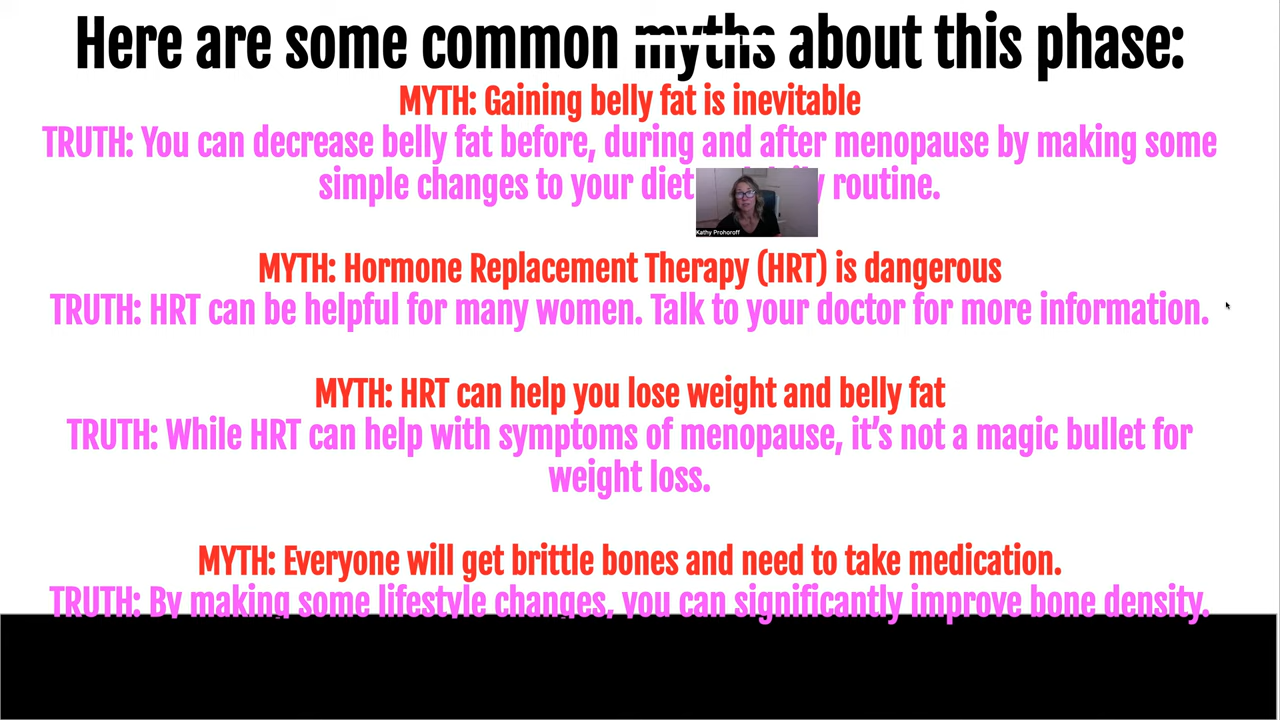 Here are some common myths about this phase:
MYTH: Gaining belly fat is inevitable
TRUTH: You can decrease belly fat before, during and after menopause by making some
simple changes to your diet routine.
Kathy Prohoroff
MYTH: Hormone Replacement Therapy (HRT) is dangerous
TRUTH: HRT can be helpful for many women. Talk to your doctor for more information.
MYTH: HRT can help you lose weight and belly fat
TRUTH: While HRT can help with symptoms of menopause, it's not a magic bullet for
weight loss.
MYTH: Everyone will get brittle bones and need to take medication.
TRUTH: By making some lifestyle changes, you can significantly improve bone density.